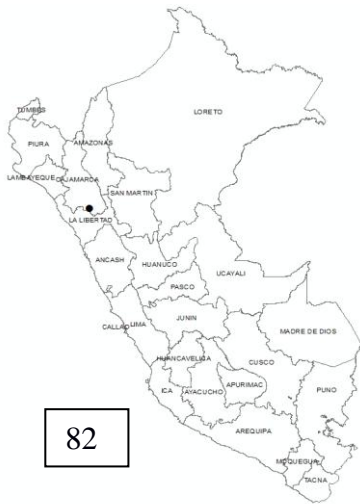 LORETO
TUMBES
PIURA
AMAZONAS
LAMBAYEQUE
CAJAMARCA
SAN MARTIN
LA LIBERTAD
ANCASH
HUANUCO
UCAYALI
PASCO
JUNIN
CALLAO
LIMA
MADRE DE DIOS
HUANCAVELICA
CUSCO
ICA
AYACUCHO
APURIMAC
PUNO
AREQUIPA
MOQUEGUA
TACNA
82